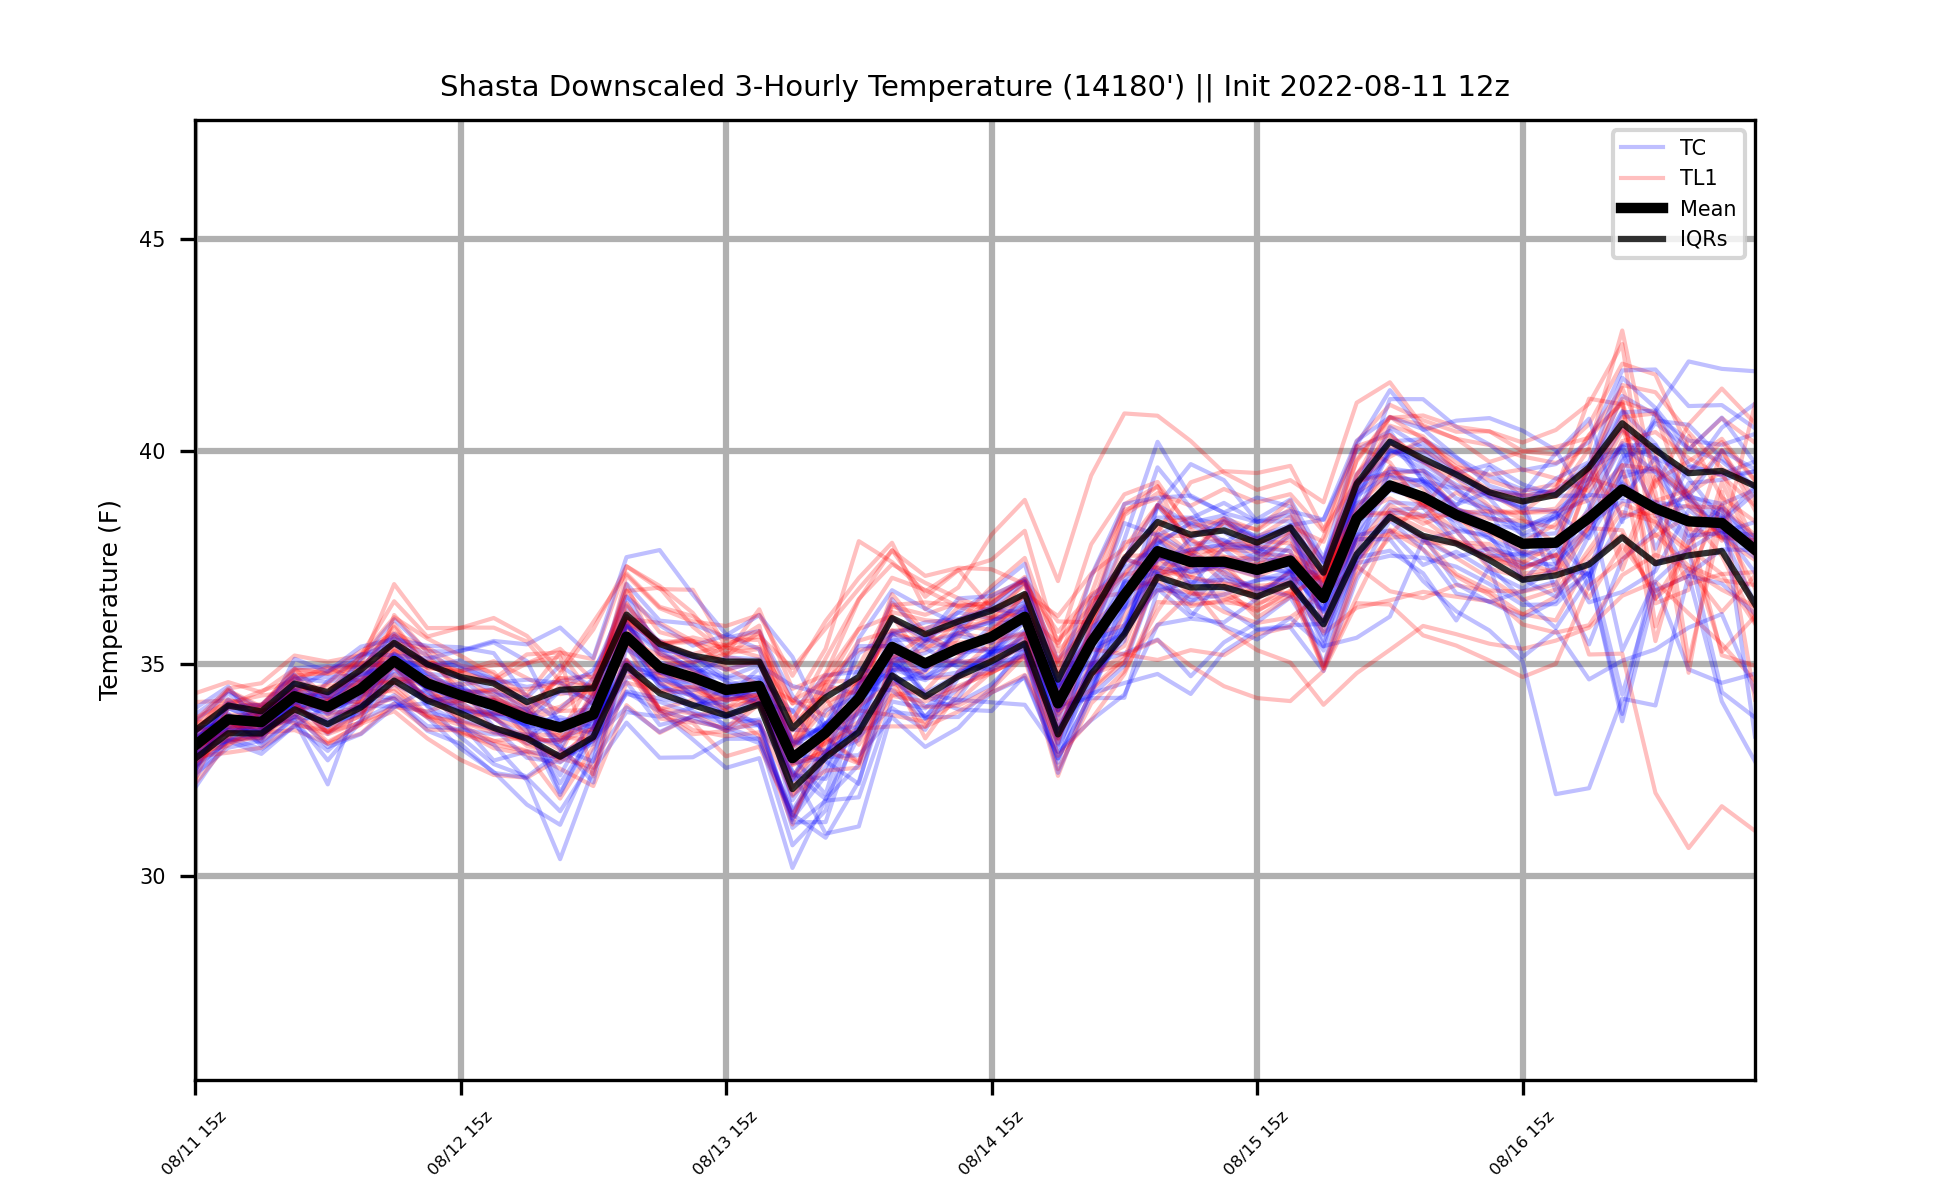 Shasta Downscaled 3-Hourly Temperature (14180') || Init 2022-08-11 12z
TC
TL1
Mean
IQRs
Temperature (F)
45
40
35
30
08/11 15z
08/12 15z
08/13 15z
08/14 15z
08/15 15z
08/16 15z